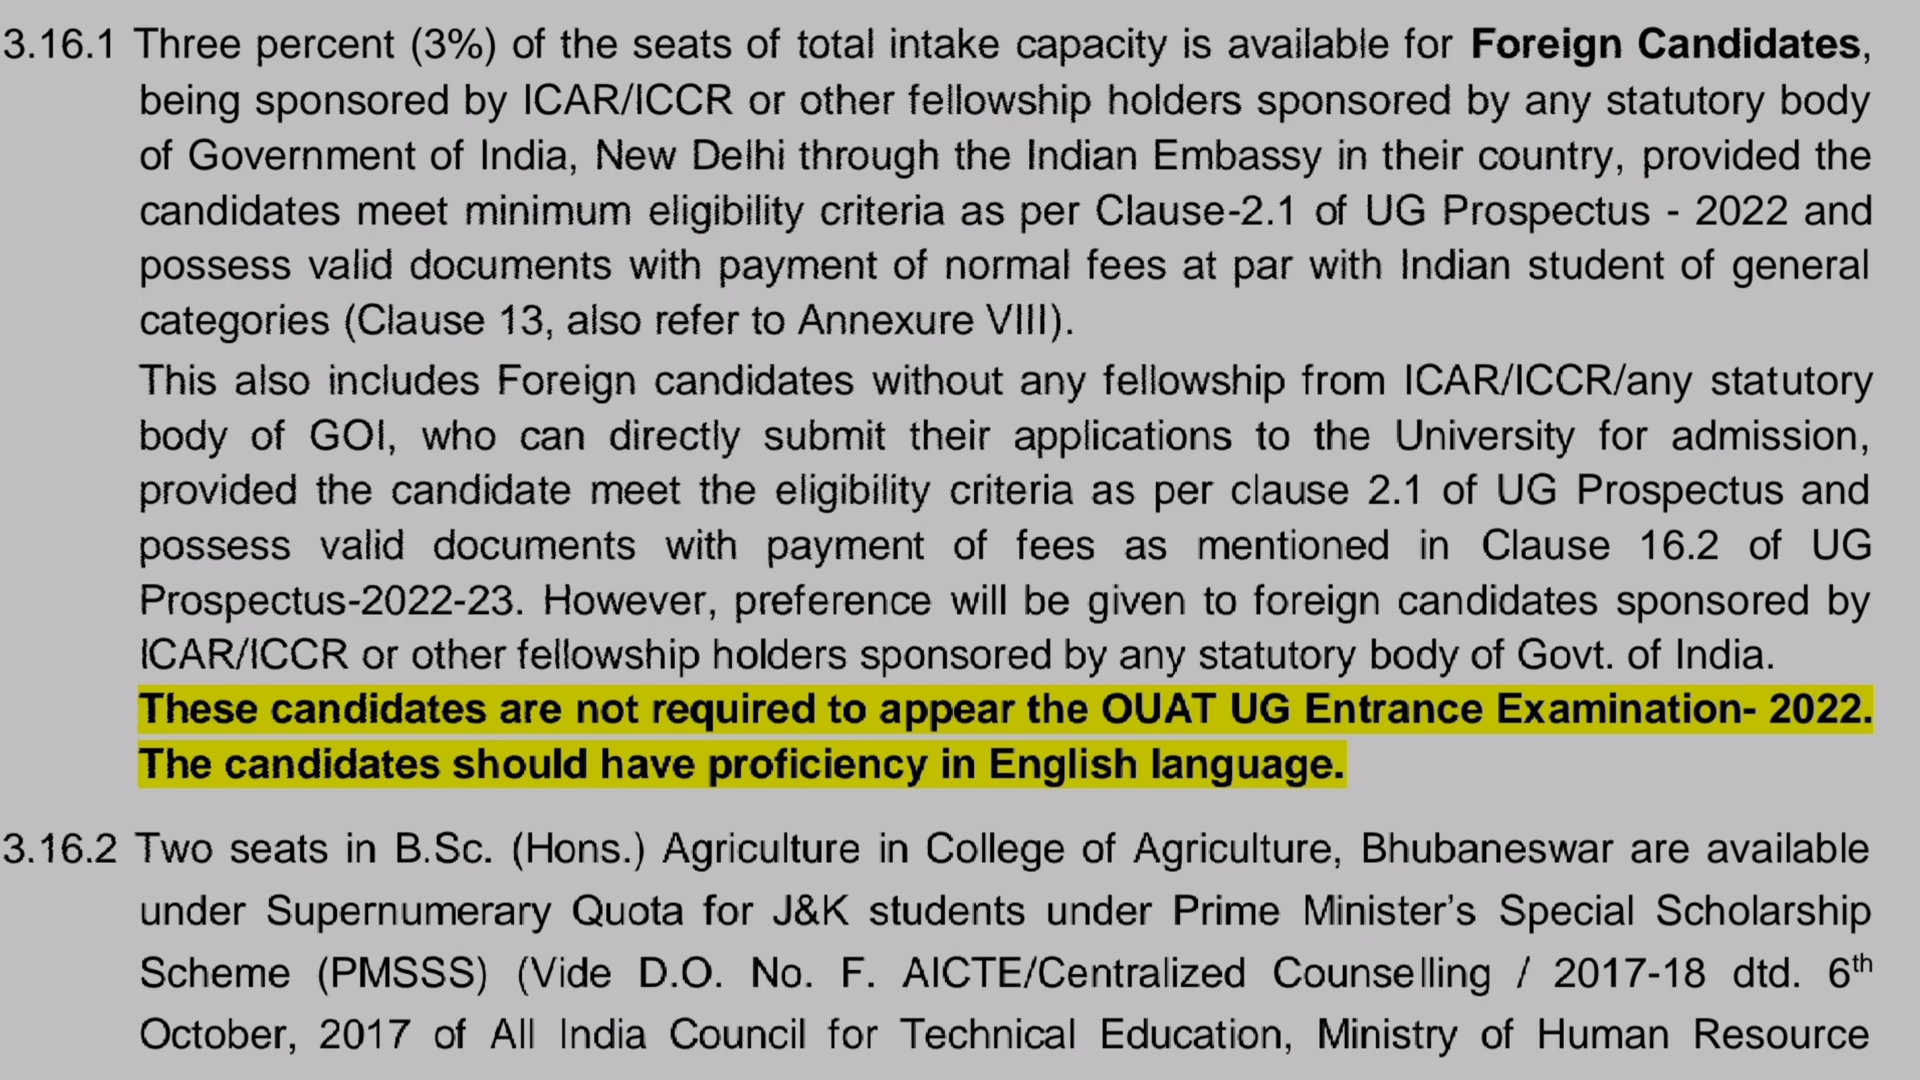 3.16.1 Three percent (3%) of the seats of total intake capacity is available for Foreign Candidates,
being sponsored by ICAR/ICCR or other fellowship holders sponsored by any statutory body
of Government of India, New Delhi through the Indian Embassy in their country, provided the
candidates meet minimum eligibility criteria as per Clause-2.1 of UG Prospectus - 2022 and
possess valid documents with payment of normal fees at par with Indian student of general
categories (Clause 13, also refer to Annexure VIII).
This also includes Foreign candidates without any fellowship from ICAR/ICCR/any statutory
body of GOI, who can directly submit their applications to the University for admission,
provided the candidate meet the eligibility criteria as per clause 2.1 of UG Prospectus and
possess valid documents with payment of fees as mentioned in Clause 16.2 of UG
Prospectus-2022-23. However, preference will be given to foreign candidates sponsored by
ICAR/ICCR or other fellowship holders sponsored by any statutory body of Govt. of India.
These candidates are not required to appear the OUAT UG Entrance Examination- 2022.
The candidates should have proficiency in English language.
3.16.2 Two seats in B.Sc. (Hons.) Agriculture in College of Agriculture, Bhubaneswar are available
under Supernumerary Quota for J&K students under Prime Minister's Special Scholarship
Scheme (PMSSS) (Vide D.O. No. F. AICTE/Centralized Counselling / 2017-18 dtd. 6th
October, 2017 of All India Council for Technical Education, Ministry of Human Resource